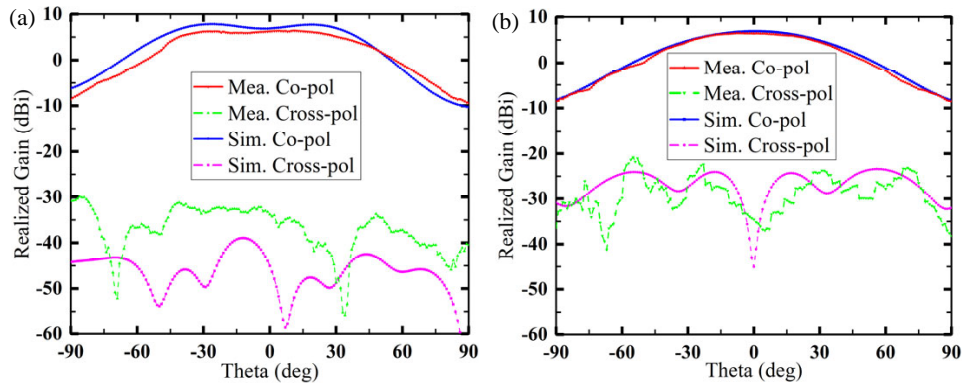 (a)
10
0
-10
-20
-30
-40
-50
-60
Realized Gain (dBi)
Mea. Co-pol
Mea. Cross-pol
Sim. Co-pol
Sim. Cross-pol
-90 -60 -30 0 30 60 90
Theta (deg)
(b)
10
0
-10
-20
-30
-40
-50
-60
Realized Gain (dBi)
Mea. Co-pol
Mea. Cross-pol
Sim. Co-pol
Sim. Cross-pol
-90 -60 -30 0 30 60 90
Theta (deg)